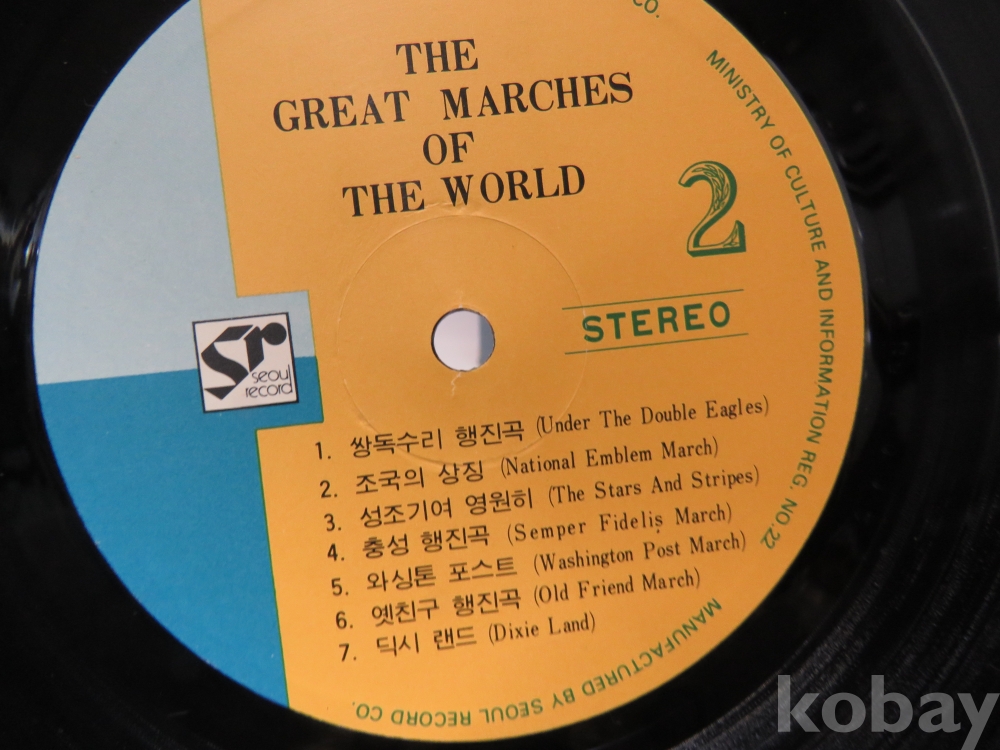 CO.
THE
GREAT MARCHES
OF
THE WORLD
2
STEREO
Sr
seoul
record
1. 쌍독수리 행진곡 (Under The Double Eagles)
2. 조국의 상징 (National Emblem March)
3. 성조기여 영원히 (The Stars And Stripes)
4. 충성 행진곡 (Semper Fidelis March)
5. 와싱톤 포스트 (Washington Post March)
6. 옛친구 행진곡 (Old Friend March)
7. 딕시 랜드 (Dixie Land)
MINISTRY OF CULTURE AND INFORMATION REG. NO.22
MANUFACTURED BY SEOUL RECORD CO.
kobay